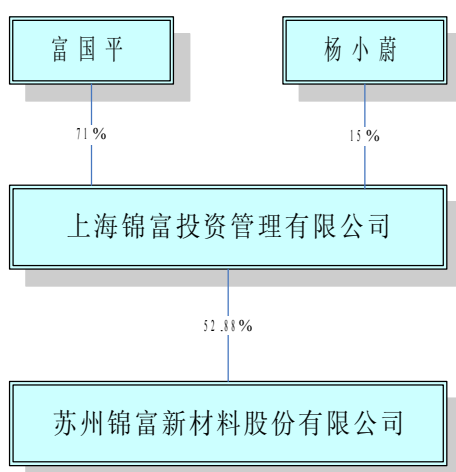 富国平
杨小蔚
71%
15%
上海锦富投资管理有限公司
52.88%
苏州锦富新材料股份有限公司